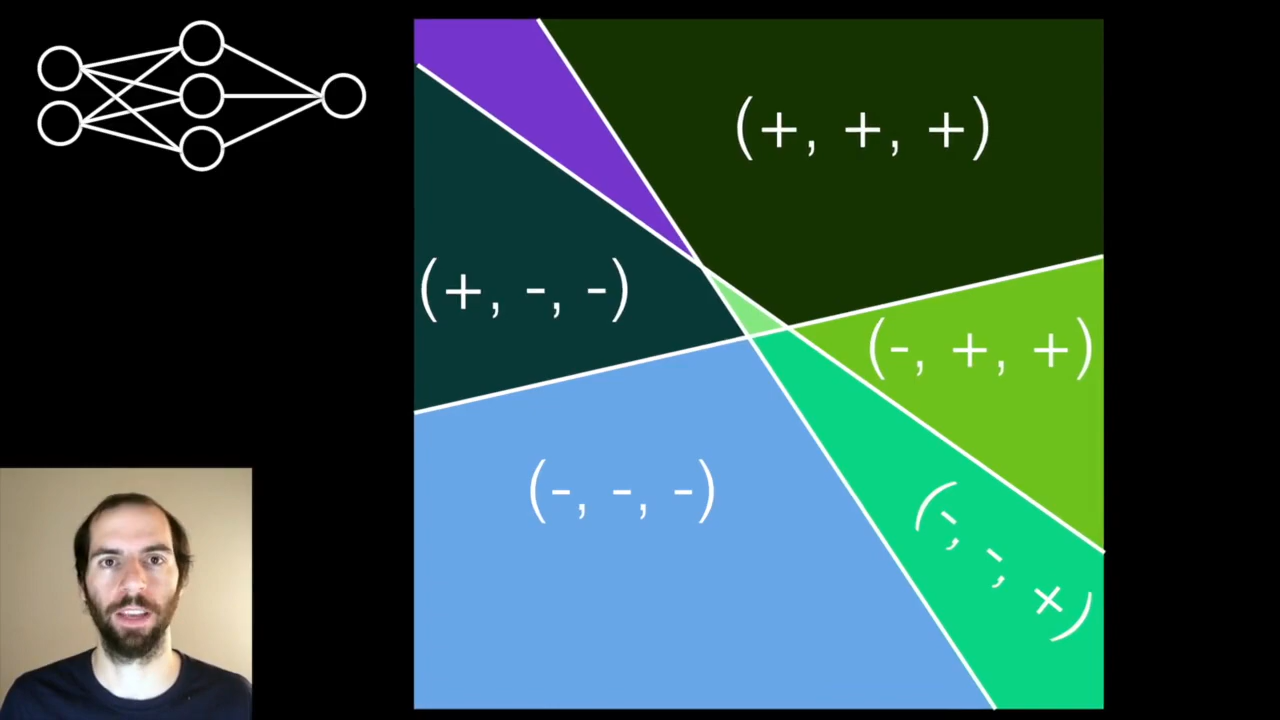 (+, +, +)
(+, -, -)
(-, +, +)
(-, -, -)
(-, -, +)